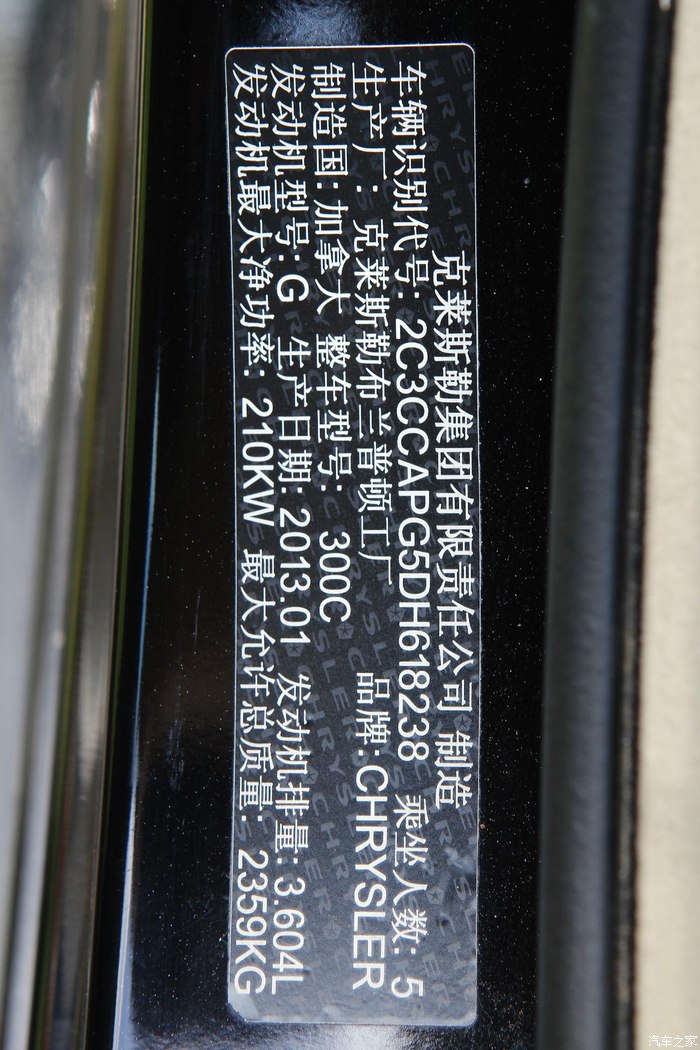 克莱斯勒集团有限责任公司 制造
车辆识别代号: 2C3CCAPG5DH618238 乘坐人数: 5
生产厂: 克莱斯勒布兰普顿工厂 品牌: CHRYSLER
制造国: 加拿大 整车型号: 300C
发动机型号: G 生产日期: 2013.01 发动机排量: 3.604L
发动机最大净功率: 210KW 最大允许总质量: 2359KG
汽车之家